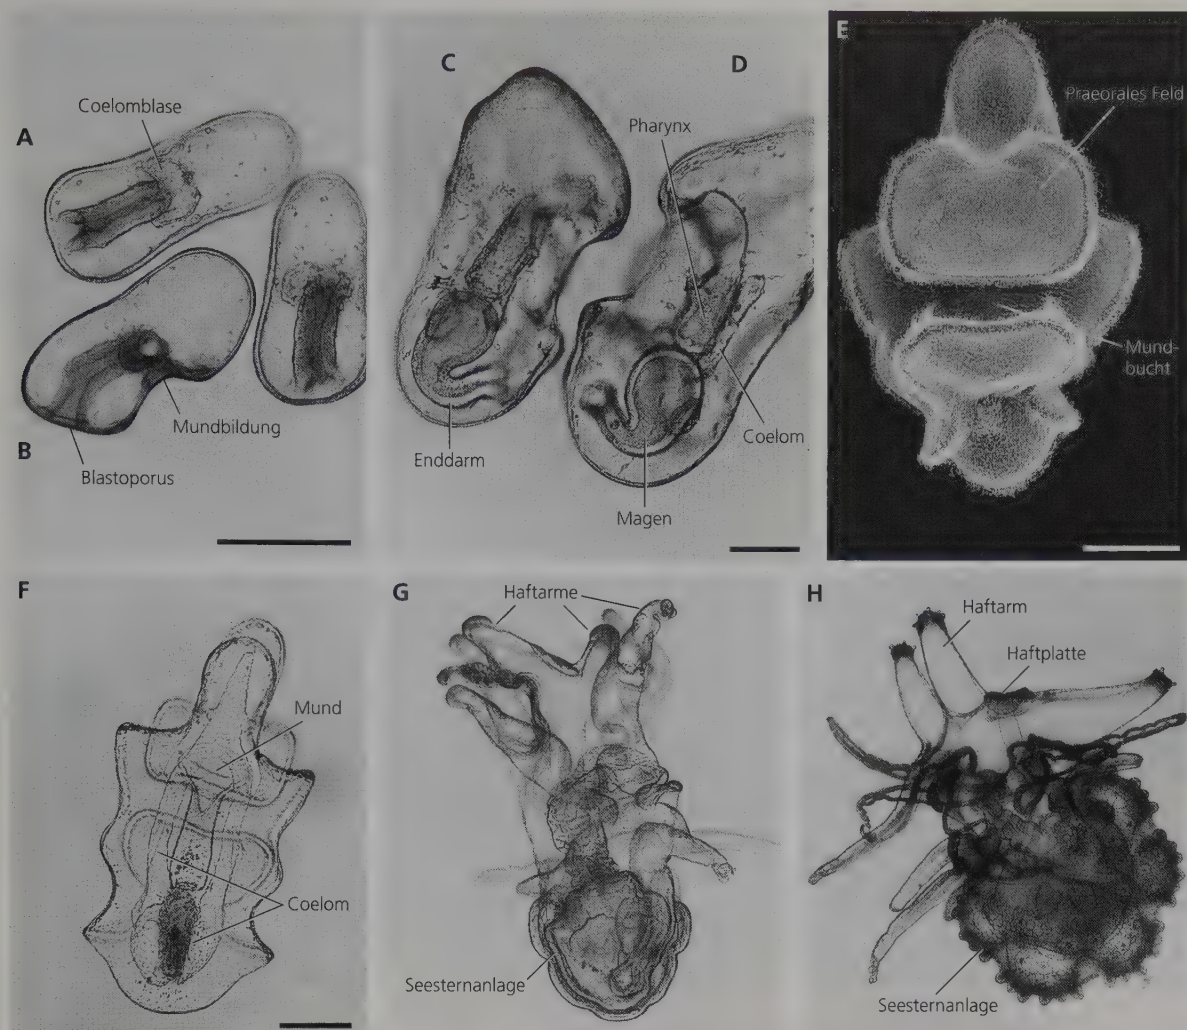 A
Coelomblase
B
Blastoporus
Mundbildung
C
D
Pharynx
Enddarm
Magen
Coelom
E
Praeorales Feld
Mund-
bucht
F
Mund
Coelom
G
Haftarme
Seesternanlage
H
Haftarm
Haftplatte
Seesternanlage